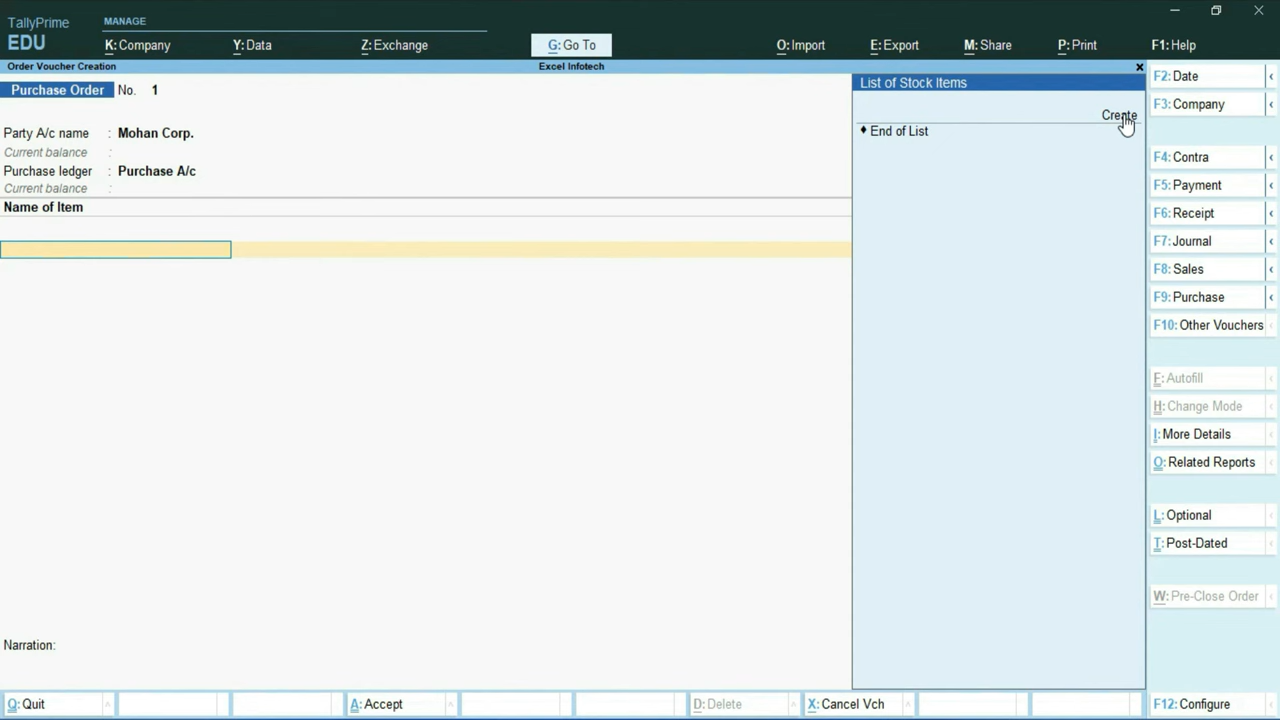 TallyPrime
EDU
MANAGE
K: Company
Y: Data
Z: Exchange
G: Go To
O: Import
E: Export
M: Share
P: Print
F1: Help
Order Voucher Creation
Excel Infotech
Purchase Order No. 1
Party A/c name : Mohan Corp.
Current balance :
Purchase ledger : Purchase A/c
Current balance :
Name of Item
List of Stock Items
Create
♦ End of List
F2: Date
F3: Company
F4: Contra
F5: Payment
F6: Receipt
F7: Journal
F8: Sales
F9: Purchase
F10: Other Vouchers
F: Autofill
H: Change Mode
I: More Details
O: Related Reports
L: Optional
T: Post-Dated
W: Pre-Close Order
Narration:
Q: Quit
A: Accept
D: Delete
X: Cancel Vch
F12: Configure